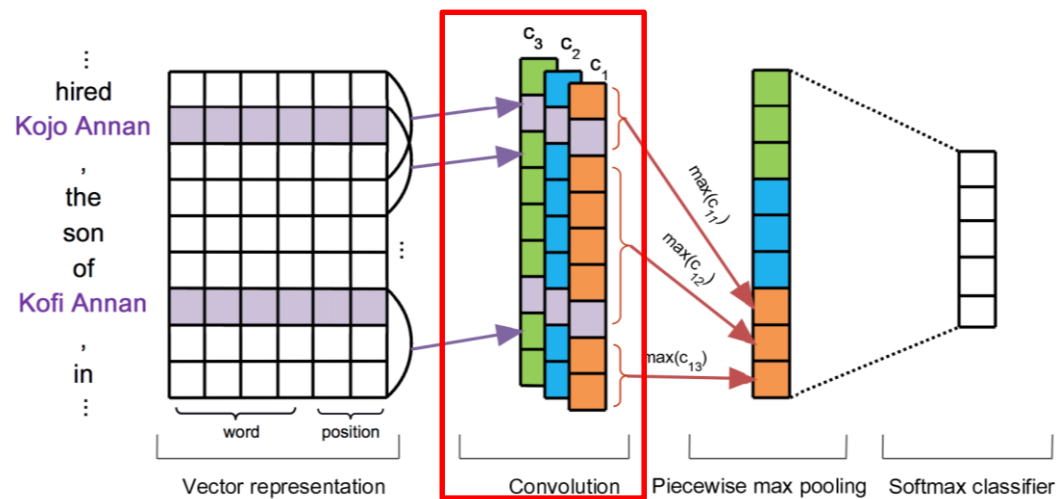 ⋮
hired
Kojo Annan
,
the
son
of
Kofi Annan
,
in
⋮
word
position
Vector representation
...
c3
c2
c1
Convolution
max(c11)
max(c12)
max(c13)
Piecewise max pooling
Softmax classifier